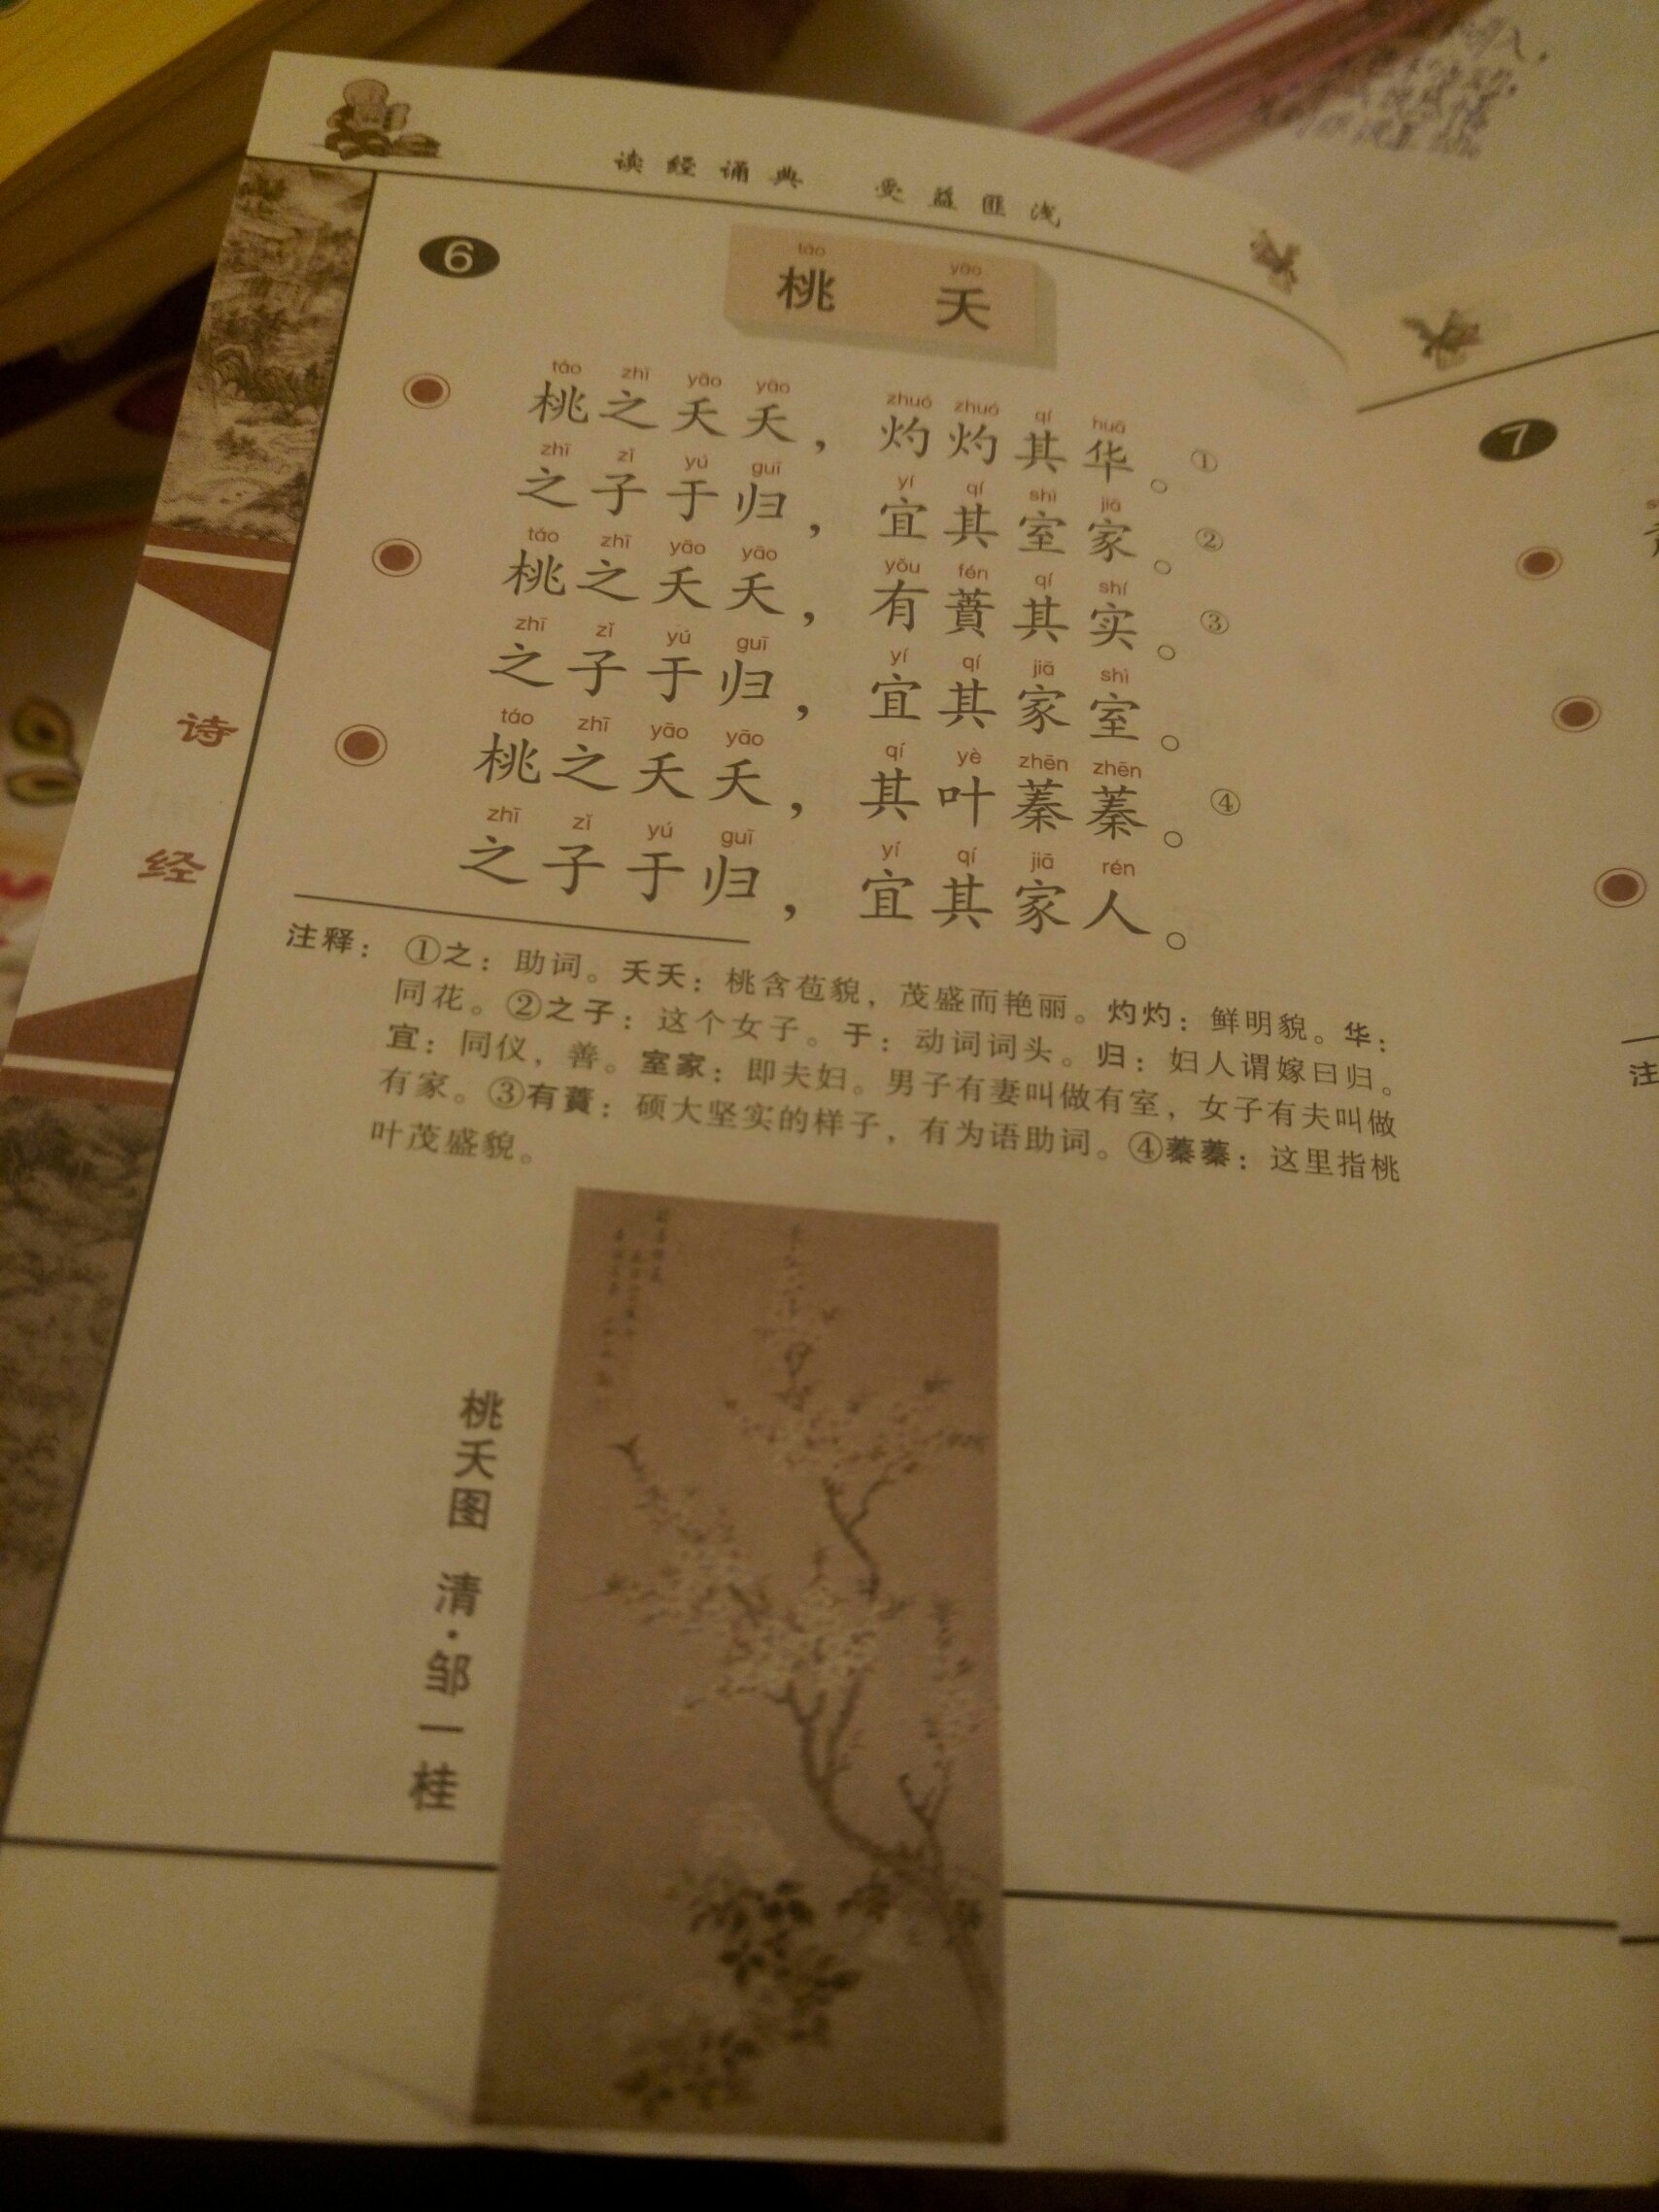 读经诵典 受益匪浅
6
táo yāo
桃 夭
táo zhī yāo yāo zhuó zhuó qí huā
桃之夭夭，灼灼其华。①
zhī zǐ yú guī yí qí shì jiā
之子于归，宜其室家。②
táo zhī yāo yāo yǒu fén qí shí
桃之夭夭，有蕡其实。③
zhī zǐ yú guī yí qí jiā shì
之子于归，宜其家室。
táo zhī yāo yāo qí yè zhēn zhēn
桃之夭夭，其叶蓁蓁。④
zhī zǐ yú guī yí qí jiā rén
之子于归，宜其家人。
注释：①之：助词。夭夭：桃含苞貌，茂盛而艳丽。灼灼：鲜明貌。华：
同花。②之子：这个女子。于：动词词头。归：妇人谓嫁曰归。
宜：同仪，善。室家：即夫妇。男子有妻叫做有室，女子有夫叫做
有家。③有蕡：硕大坚实的样子，有为语助词。④蓁蓁：这里指桃
叶茂盛貌。
诗经
桃夭图 清·邹一桂
7
注